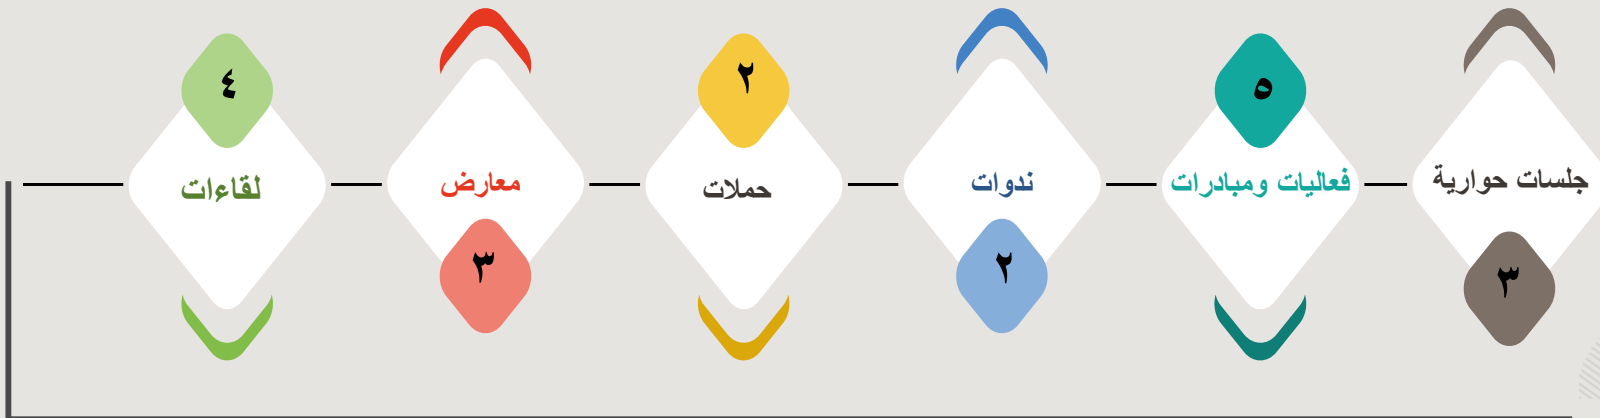 جلسات حوارية
٣
فعاليات ومبادرات
٥
ندوات
٢
حملات
٢
معارض
٣
لقاءات
٤